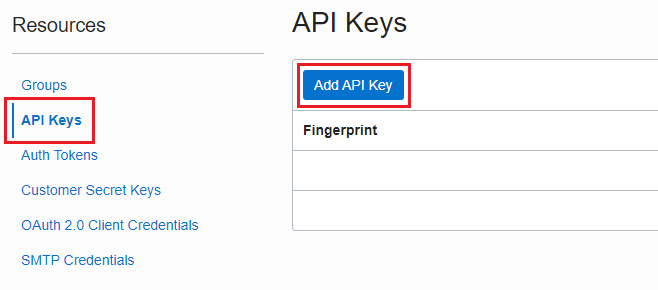 Resources
Groups
API Keys
Auth Tokens
Customer Secret Keys
OAuth 2.0 Client Credentials
SMTP Credentials
API Keys
Add API Key
Fingerprint